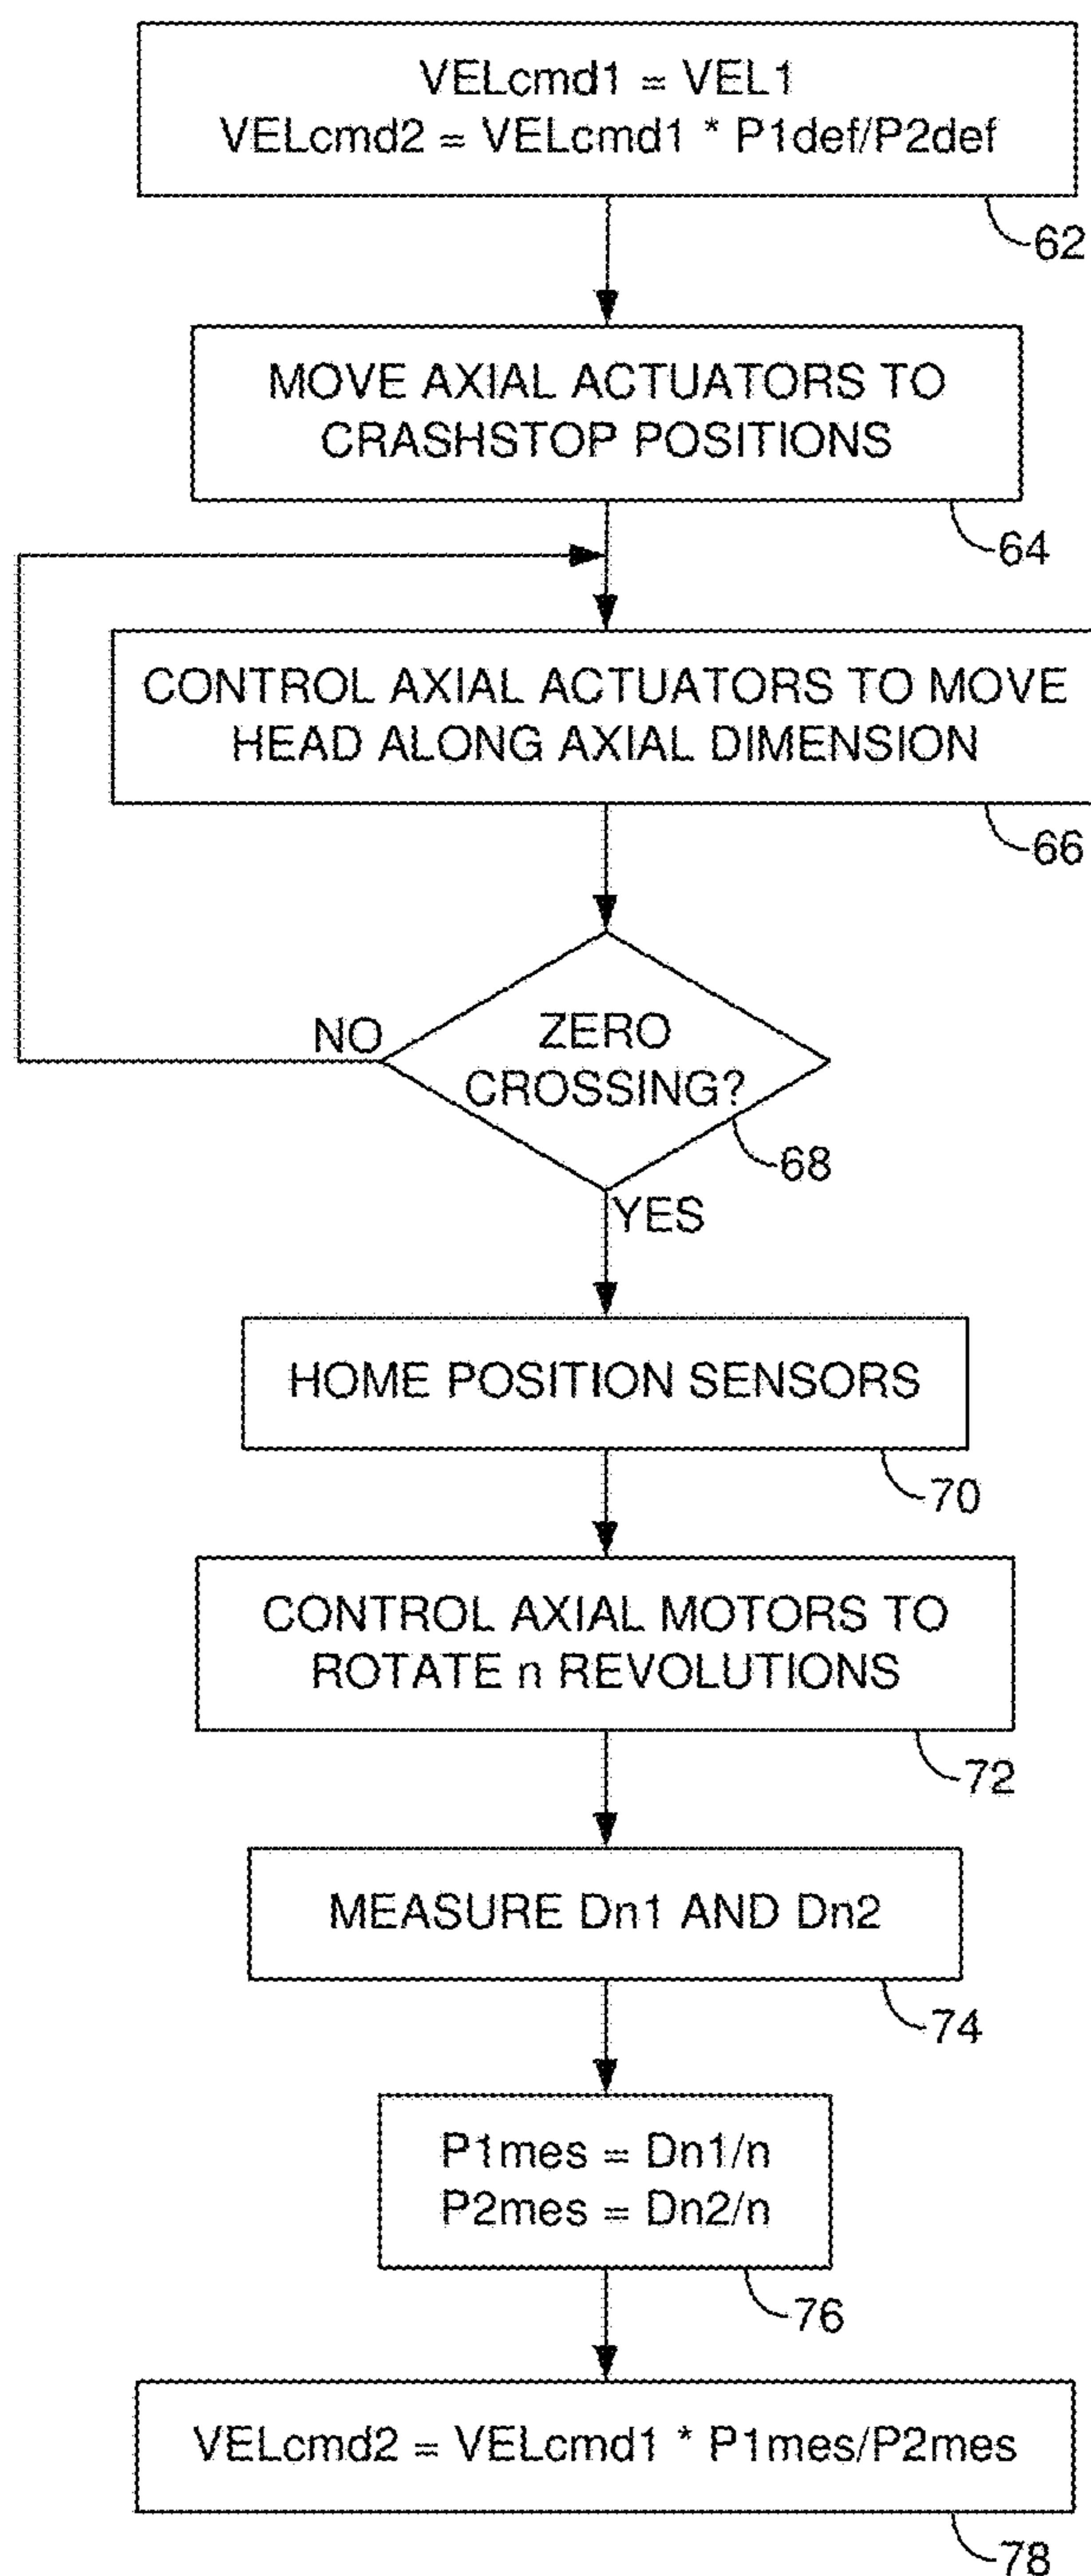 VELcmd1 = VEL1
VELcmd2 = VELcmd1 * P1def/P2def
62
MOVE AXIAL ACTUATORS TO
CRASHSTOP POSITIONS
64
CONTROL AXIAL ACTUATORS TO MOVE
HEAD ALONG AXIAL DIMENSION
66
NO
ZERO
CROSSING?
68
YES
HOME POSITION SENSORS
70
CONTROL AXIAL MOTORS TO
ROTATE n REVOLUTIONS
72
MEASURE Dn1 AND Dn2
74
P1mes = Dn1/n
P2mes = Dn2/n
76
VELcmd2 = VELcmd1 * P1mes/P2mes
78